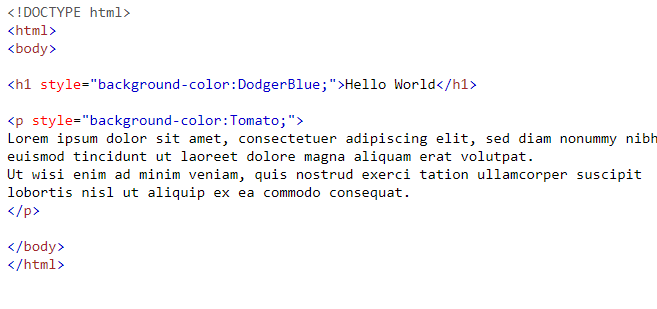 <!DOCTYPE html>
<html>
<body>
<h1 style="background-color:DodgerBlue;">Hello World</h1>
<p style="background-color:Tomato;">
Lorem ipsum dolor sit amet, consectetuer adipiscing elit, sed diam nonummy nibh
euismod tincidunt ut laoreet dolore magna aliquam erat volutpat.
Ut wisi enim ad minim veniam, quis nostrud exerci tation ullamcorper suscipit
lobortis nisl ut aliquip ex ea commodo consequat.
</p>
</body>
</html>